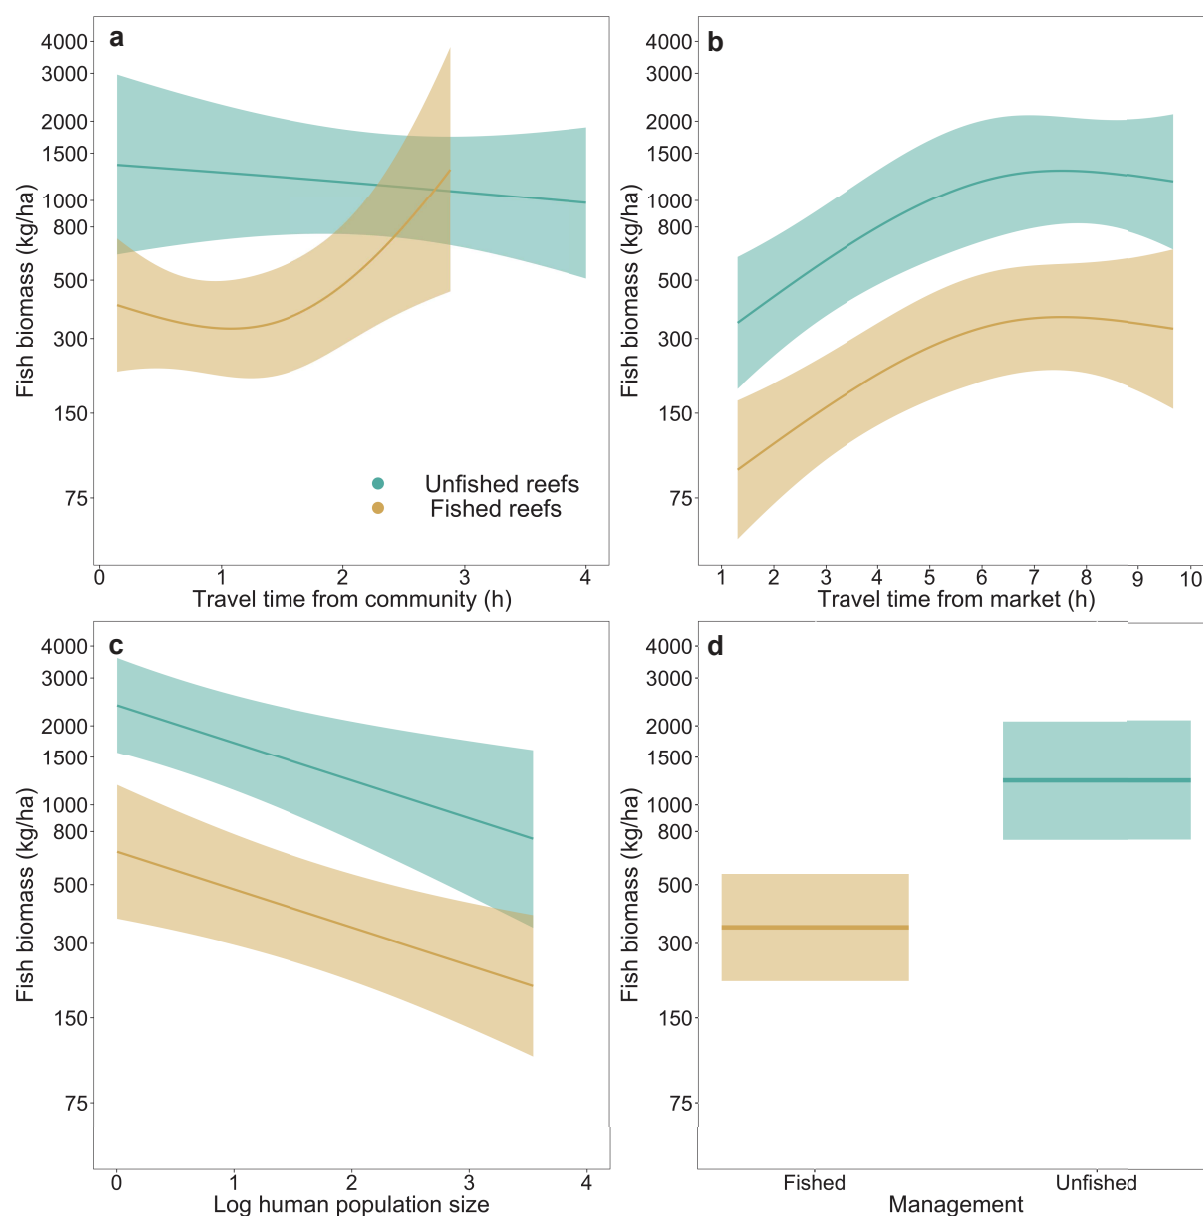 a
4000
3000
2000
1500
1000
800
500
300
150
75
Fish biomass (kg/ha)
Unfished reefs
Fished reefs
0 1 2 3 4
Travel time from community (h)
b
4000
3000
2000
1500
1000
800
500
300
150
75
Fish biomass (kg/ha)
1 2 3 4 5 6 7 8 9 10
Travel time from market (h)
c
4000
3000
2000
1500
1000
800
500
300
150
75
Fish biomass (kg/ha)
0 1 2 3 4
Log human population size
d
4000
3000
2000
1500
1000
800
500
300
150
75
Fish biomass (kg/ha)
Fished Unfished
Management